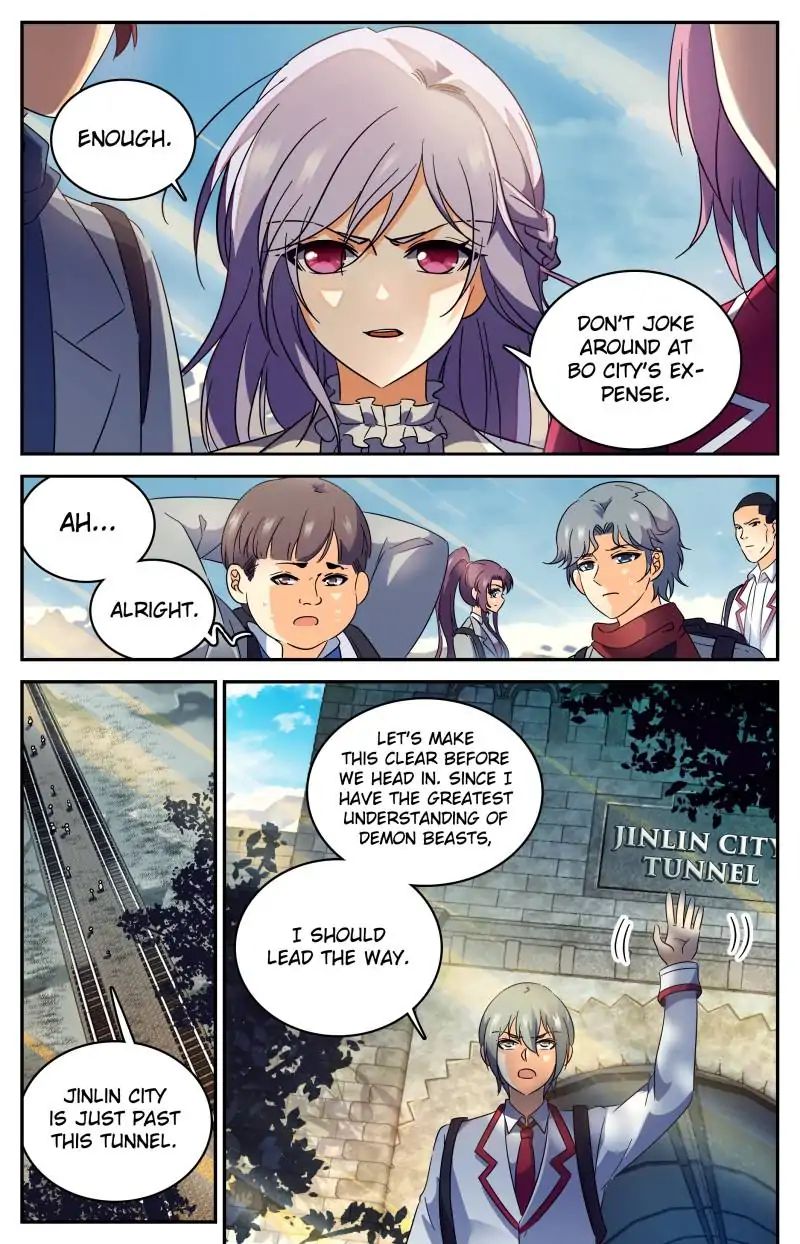 ENOUGH.
DON'T JOKE
AROUND AT
BO CITY'S EX-
PENSE.
AH...
ALRIGHT.
JINLIN CITY
IS JUST PAST
THIS TUNNEL.
LET'S MAKE
THIS CLEAR BEFORE
WE HEAD IN. SINCE I
HAVE THE GREATEST
UNDERSTANDING OF
DEMON BEASTS,
I SHOULD
LEAD THE WAY.
JINLIN CITY
TUNNEL